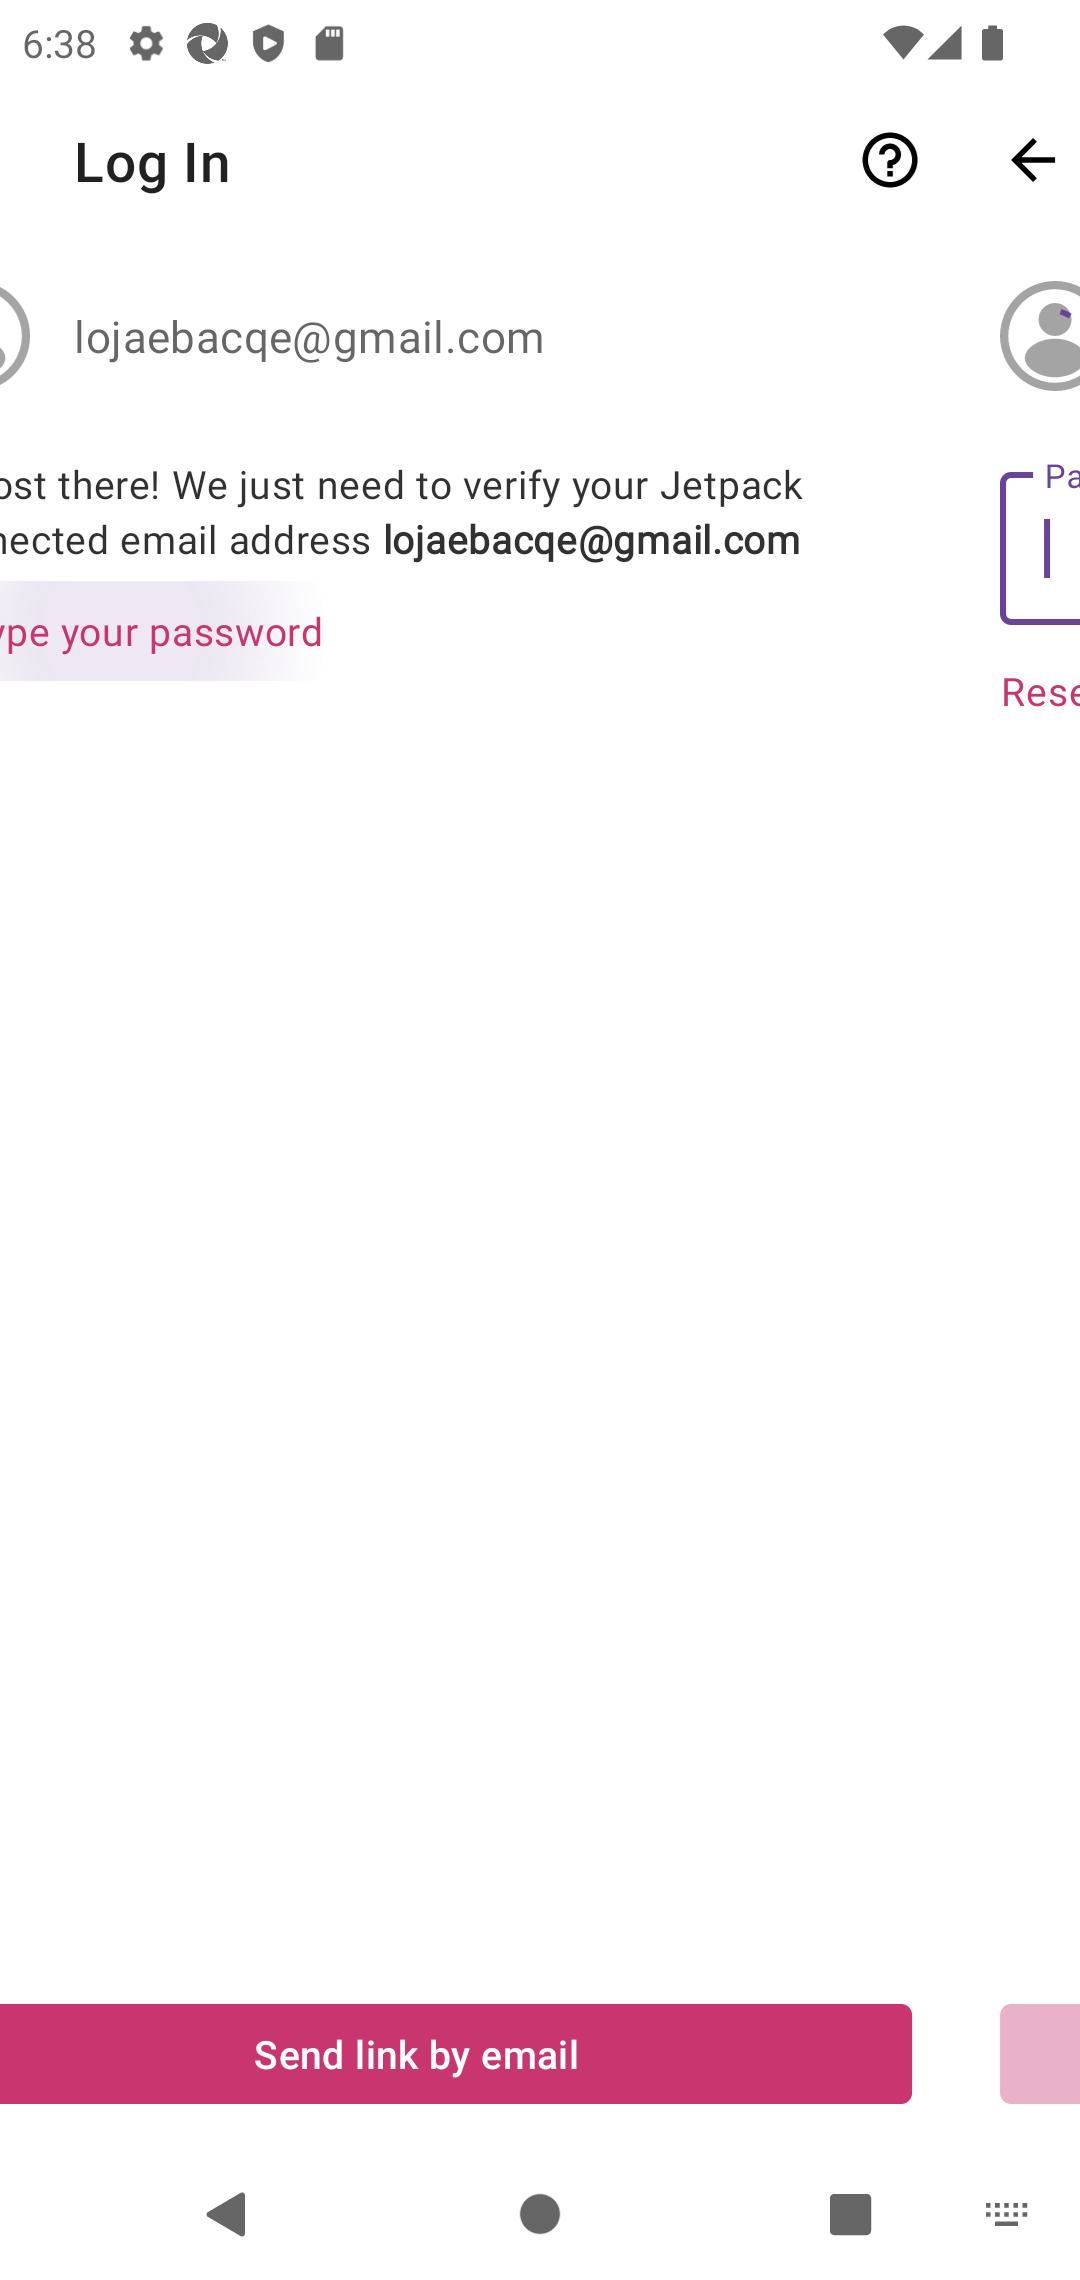 6:38
Log In
lojaebacqe@gmail.com
ost there! We just need to verify your Jetpack
nected email address lojaebacqe@gmail.com
ype your password
Pa
Rese
Send link by email